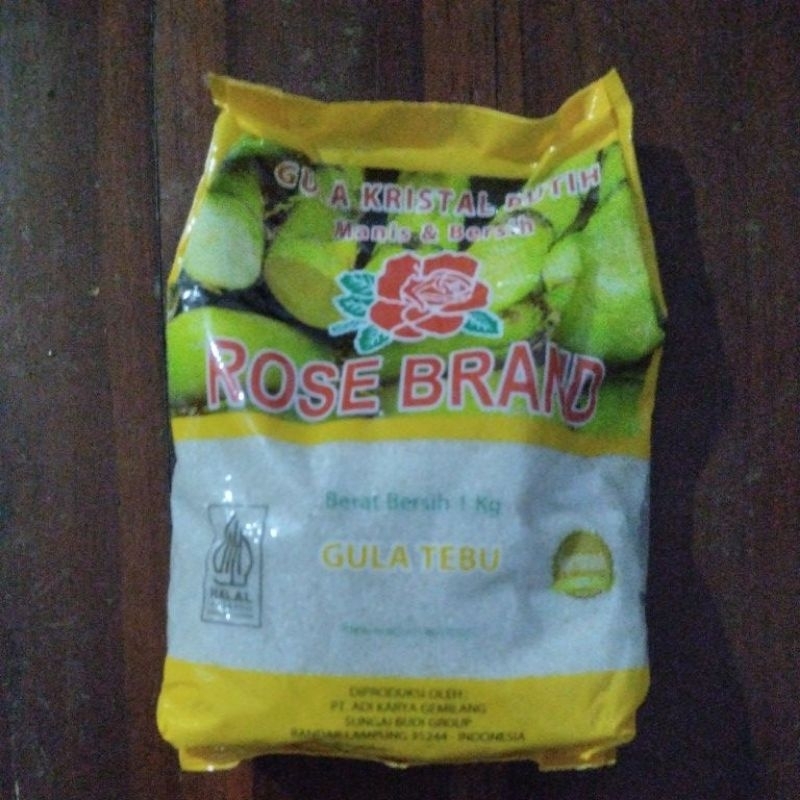 GULA KRISTAL PUTIH
Manis & Bersih
ROSE BRAND
Berat Bersih 1 Kg
GULA TEBU
HALAL
DIPRODUKSI OLEH :
PT. ADI KARYA GEMILANG
SUNGAI BUDI GROUP
BANDAR LAMPUNG 35244 - INDONESIA